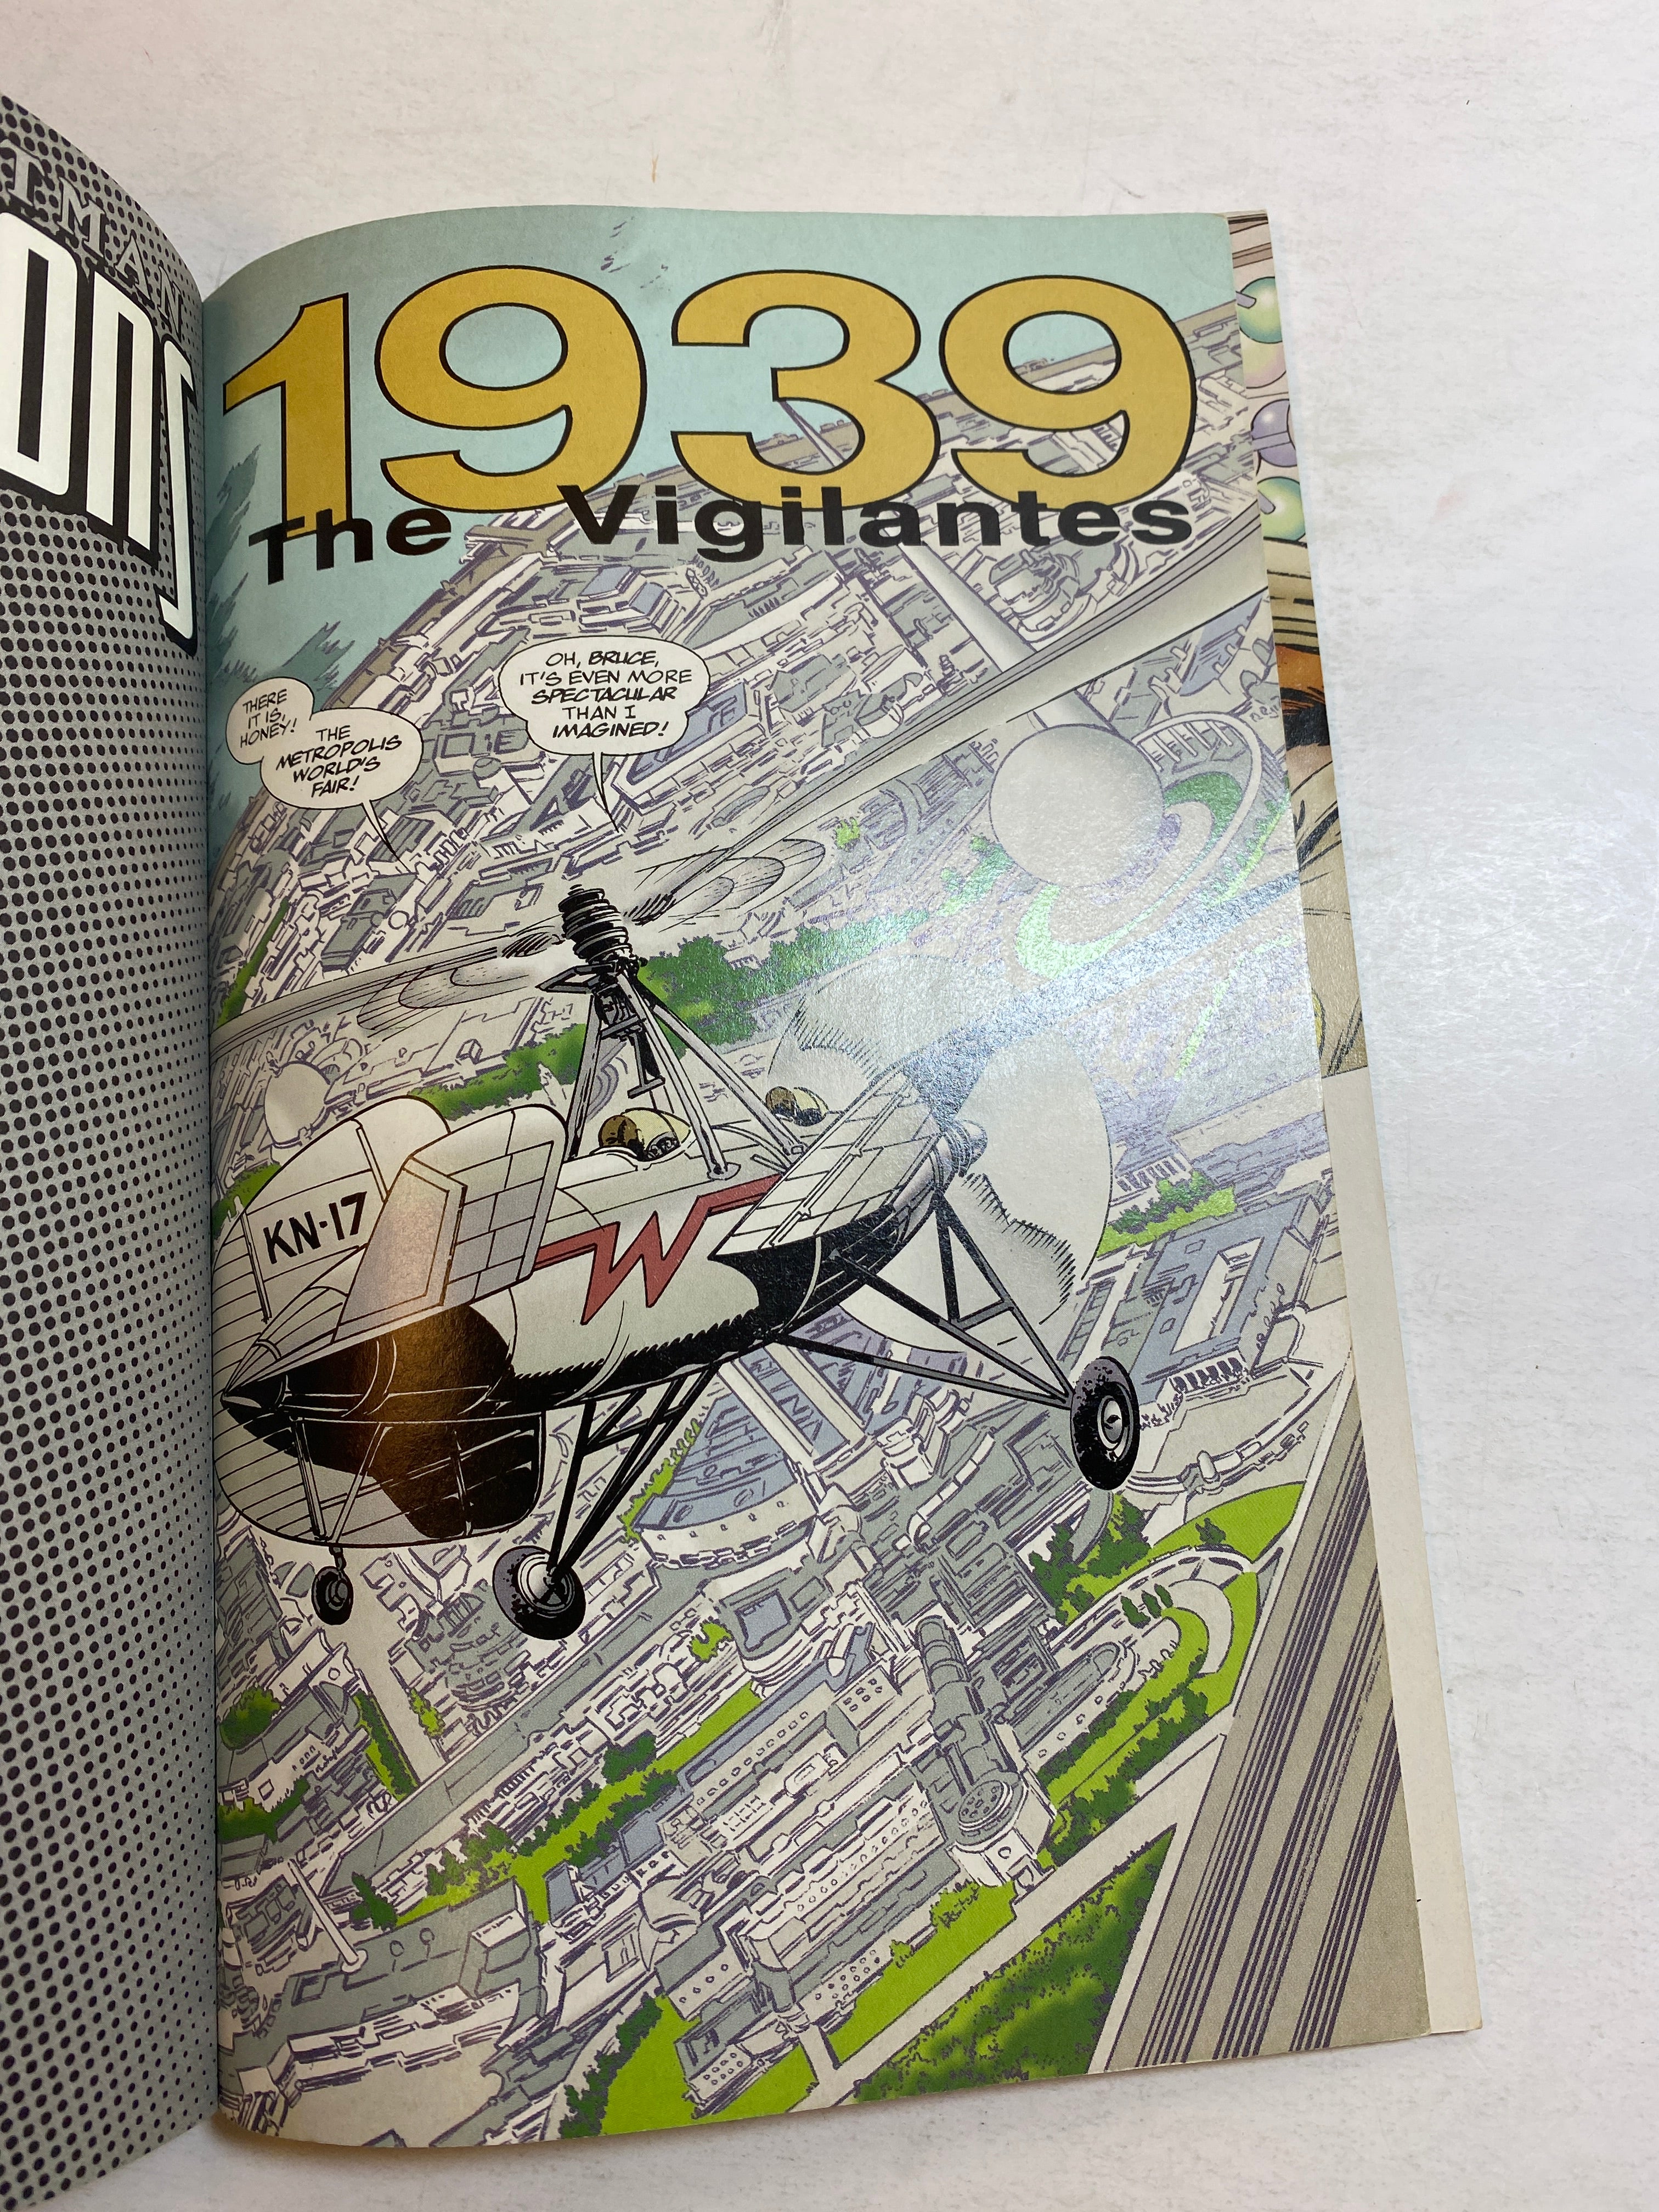 TMAN
1939
The Vigilantes
THERE
IT IS,
HONEY!
THE
METROPOLIS
WORLD'S
FAIR!
OH, BRUCE,
IT'S EVEN MORE
SPECTACULAR
THAN I
IMAGINED!
KN-17
W